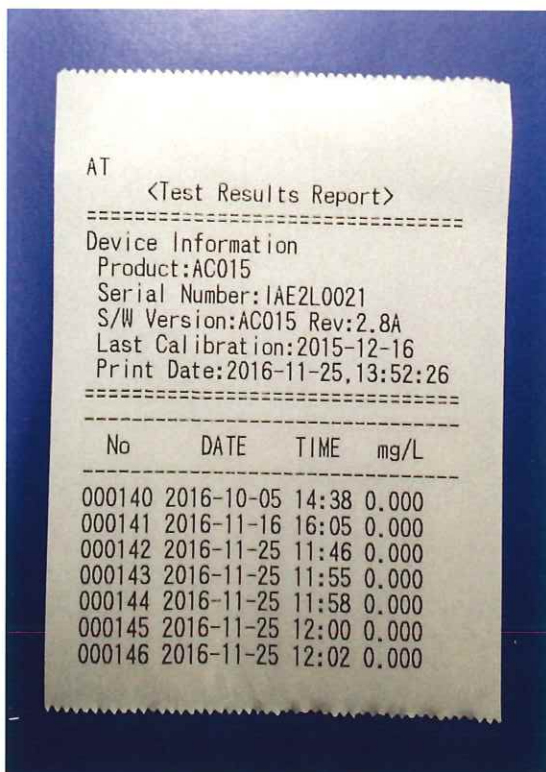 AT
<Test Results Report>
================================
Device Information
Product:AC015
Serial Number:IAE2L0021
S/W Version:AC015 Rev:2.8A
Last Calibration:2015-12-16
Print Date:2016-11-25,13:52:26
================================
--------------------------------
No DATE TIME mg/L
--------------------------------
000140 2016-10-05 14:38 0.000
000141 2016-11-16 16:05 0.000
000142 2016-11-25 11:46 0.000
000143 2016-11-25 11:55 0.000
000144 2016-11-25 11:58 0.000
000145 2016-11-25 12:00 0.000
000146 2016-11-25 12:02 0.000